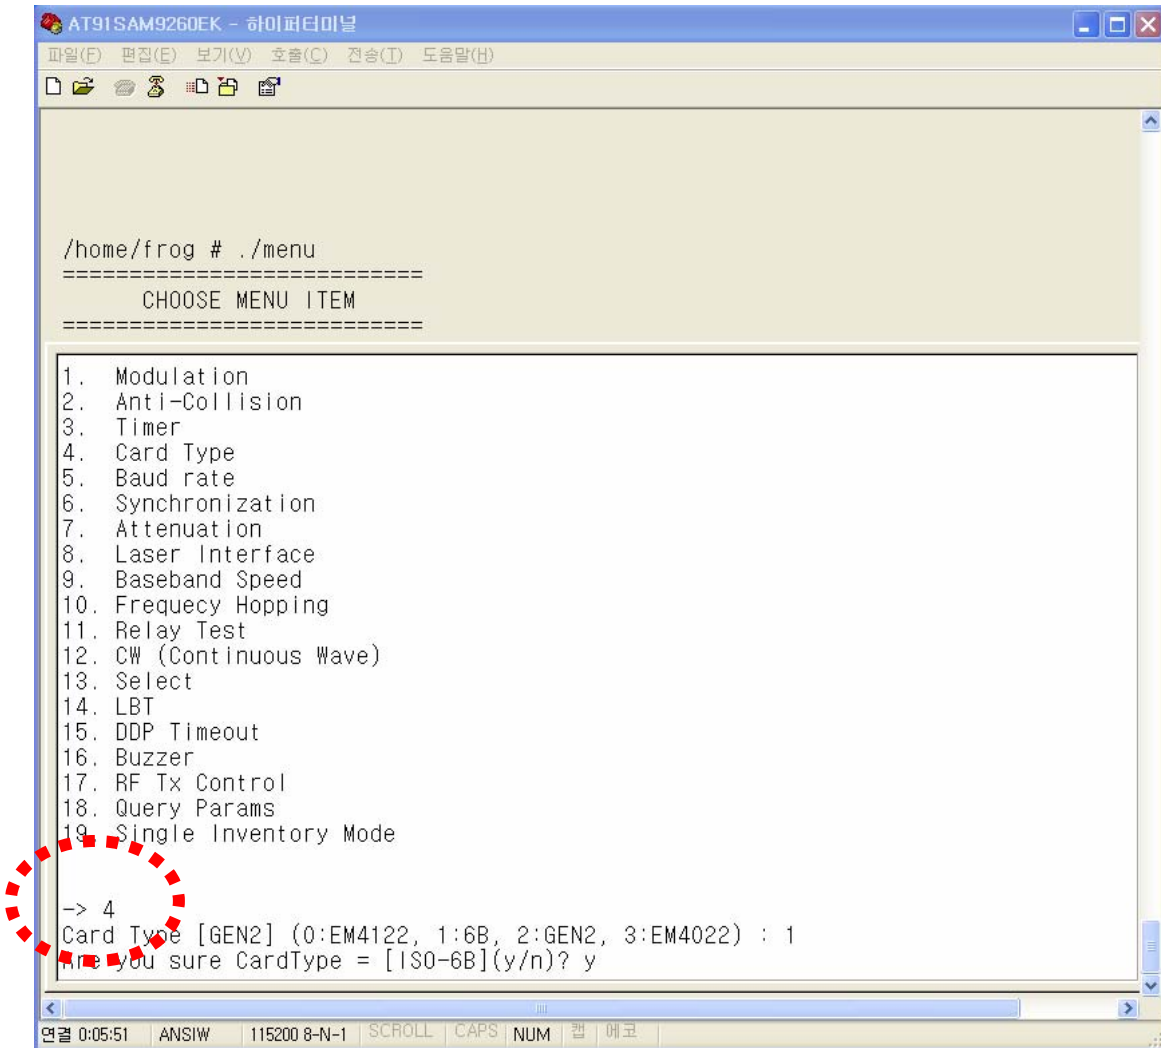 AT91SAM9260EK - 하이퍼터미널
파일(F) 편집(E) 보기(V) 호출(C) 전송(T) 도움말(H)
/home/frog # ./menu
===========================
CHOOSE MENU ITEM
===========================
1. Modulation
2. Anti-Collision
3. Timer
4. Card Type
5. Baud rate
6. Synchronization
7. Attenuation
8. Laser Interface
9. Baseband Speed
10. Frequecy Hopping
11. Relay Test
12. CW (Continuous Wave)
13. Select
14. LBT
15. DDP Timeout
16. Buzzer
17. RF Tx Control
18. Query Params
19. Single Inventory Mode
-> 4
Card Type [GEN2] (0:EM4122, 1:6B, 2:GEN2, 3:EM4022) : 1
Are you sure CardType = [ISO-6B](y/n)? y
연결 0:05:51 ANSIW 115200 8-N-1 SCROLL CAPS NUM 캡 에코